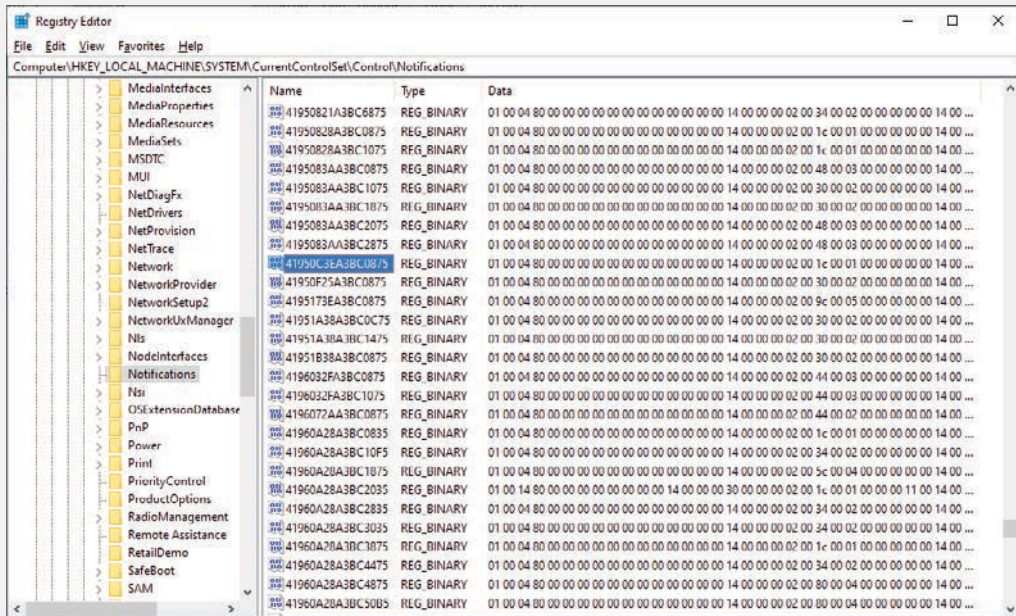 Registry Editor
File Edit View Favorites Help
Computer\HKEY_LOCAL_MACHINE\SYSTEM\CurrentControlSet\Control\Notifications
MediaInterfaces
MediaProperties
MediaResources
MediaSets
MSDTC
MUI
NetDiagFx
NetDrivers
NetProvision
NetTrace
Network
NetworkProvider
NetworkSetup2
NetworkUxManager
Nls
NodeInterfaces
Notifications
Nsi
OSExtensionDatabase
PnP
Power
Print
PriorityControl
ProductOptions
RadioManagement
Remote Assistance
RetailDemo
SafeBoot
SAM
Name Type Data
41950821A3BC6875 REG_BINARY 01 00 04 80 00 00 00 00 00 00 00 00 00 00 00 00 14 00 00 00 02 00 34 00 02 00 00 00 00 00 14 00 ...
41950828A3BC0875 REG_BINARY 01 00 04 80 00 00 00 00 00 00 00 00 00 00 00 00 14 00 00 00 02 00 1c 00 01 00 00 00 00 00 14 00 ...
41950828A3BC1075 REG_BINARY 01 00 04 80 00 00 00 00 00 00 00 00 00 00 00 00 14 00 00 00 02 00 1c 00 01 00 00 00 00 00 14 00 ...
4195083AA3BC0875 REG_BINARY 01 00 04 80 00 00 00 00 00 00 00 00 00 00 00 00 14 00 00 00 02 00 48 00 03 00 00 00 00 00 14 00 ...
4195083AA3BC1075 REG_BINARY 01 00 04 80 00 00 00 00 00 00 00 00 00 00 00 00 14 00 00 00 02 00 30 00 02 00 00 00 00 00 14 00 ...
4195083AA3BC1875 REG_BINARY 01 00 04 80 00 00 00 00 00 00 00 00 00 00 00 00 14 00 00 00 02 00 30 00 02 00 00 00 00 00 14 00 ...
4195083AA3BC2075 REG_BINARY 01 00 04 80 00 00 00 00 00 00 00 00 00 00 00 00 14 00 00 00 02 00 48 00 03 00 00 00 00 00 14 00 ...
4195083AA3BC2875 REG_BINARY 01 00 04 80 00 00 00 00 00 00 00 00 00 00 00 00 14 00 00 00 02 00 48 00 03 00 00 00 00 00 14 00 ...
41950C3EA3BC0875 REG_BINARY 01 00 04 80 00 00 00 00 00 00 00 00 00 00 00 00 14 00 00 00 02 00 1c 00 01 00 00 00 00 00 14 00 ...
41950F25A3BC0875 REG_BINARY 01 00 04 80 00 00 00 00 00 00 00 00 00 00 00 00 14 00 00 00 02 00 30 00 02 00 00 00 00 00 14 00 ...
4195173EA3BC0875 REG_BINARY 01 00 04 80 00 00 00 00 00 00 00 00 00 00 00 00 14 00 00 00 02 00 9c 00 05 00 00 00 00 00 14 00 ...
41951A38A3BC0C75 REG_BINARY 01 00 04 80 00 00 00 00 00 00 00 00 00 00 00 00 14 00 00 00 02 00 30 00 02 00 00 00 00 00 14 00 ...
41951A38A3BC1475 REG_BINARY 01 00 04 80 00 00 00 00 00 00 00 00 00 00 00 00 14 00 00 00 02 00 30 00 02 00 00 00 00 00 14 00 ...
41951B38A3BC0875 REG_BINARY 01 00 04 80 00 00 00 00 00 00 00 00 00 00 00 00 14 00 00 00 02 00 30 00 02 00 00 00 00 00 14 00 ...
4196032FA3BC0875 REG_BINARY 01 00 04 80 00 00 00 00 00 00 00 00 00 00 00 00 14 00 00 00 02 00 44 00 03 00 00 00 00 00 14 00 ...
4196032FA3BC1075 REG_BINARY 01 00 04 80 00 00 00 00 00 00 00 00 00 00 00 00 14 00 00 00 02 00 44 00 03 00 00 00 00 00 14 00 ...
4196072AA3BC0875 REG_BINARY 01 00 04 80 00 00 00 00 00 00 00 00 00 00 00 00 14 00 00 00 02 00 44 00 02 00 00 00 00 00 14 00 ...
41960A28A3BC0835 REG_BINARY 01 00 04 80 00 00 00 00 00 00 00 00 00 00 00 00 14 00 00 00 02 00 1c 00 01 00 00 00 00 00 14 00 ...
41960A28A3BC10F5 REG_BINARY 01 00 04 80 00 00 00 00 00 00 00 00 00 00 00 00 14 00 00 00 02 00 34 00 02 00 00 00 00 00 14 00 ...
41960A28A3BC1875 REG_BINARY 01 00 04 80 00 00 00 00 00 00 00 00 00 00 00 00 14 00 00 00 02 00 5c 00 04 00 00 00 00 00 14 00 ...
41960A28A3BC2035 REG_BINARY 01 00 14 80 00 00 00 00 00 00 00 00 14 00 00 00 30 00 00 00 02 00 1c 00 01 00 00 00 11 00 14 00 ...
41960A28A3BC2835 REG_BINARY 01 00 04 80 00 00 00 00 00 00 00 00 00 00 00 00 14 00 00 00 02 00 34 00 02 00 00 00 00 00 14 00 ...
41960A28A3BC3035 REG_BINARY 01 00 04 80 00 00 00 00 00 00 00 00 00 00 00 00 14 00 00 00 02 00 34 00 02 00 00 00 00 00 14 00 ...
41960A28A3BC3875 REG_BINARY 01 00 04 80 00 00 00 00 00 00 00 00 00 00 00 00 14 00 00 00 02 00 1c 00 01 00 00 00 00 00 14 00 ...
41960A28A3BC4475 REG_BINARY 01 00 04 80 00 00 00 00 00 00 00 00 00 00 00 00 14 00 00 00 02 00 34 00 02 00 00 00 00 00 14 00 ...
41960A28A3BC4875 REG_BINARY 01 00 04 80 00 00 00 00 00 00 00 00 00 00 00 00 14 00 00 00 02 00 80 00 04 00 00 00 00 00 14 00 ...
41960A28A3BC50B5 REG_BINARY 01 00 04 80 00 00 00 00 00 00 00 00 00 00 00 00 14 00 00 00 02 00 60 00 04 00 00 00 00 00 14 00 ...